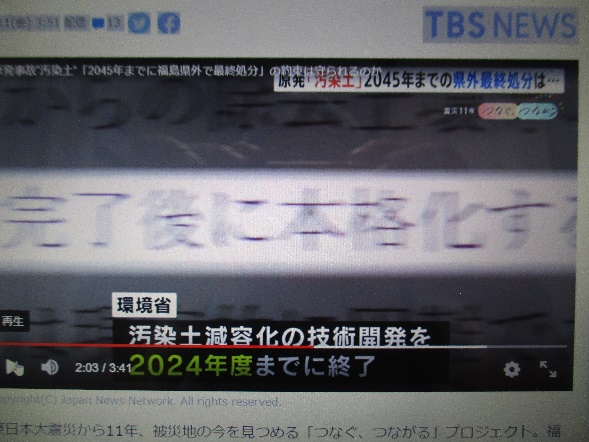 11(金) 3:51 配信 13
TBS NEWS
原発事故“汚染土”「2045年までに福島県外で最終処分」の約束は守られるのか
原発「汚染土」2045年までの県外最終処分は…
震災11年 つなぐ、つながる
完了後に本格化する
再生
環境省
汚染土減容化の技術開発を
2024年度までに終了
2:03 / 3:41
Copyright(C) Japan News Network. All rights reserved.
東日本大震災から11年、被災地の今を見つめる「つなぐ、つながる」プロジェクト。福